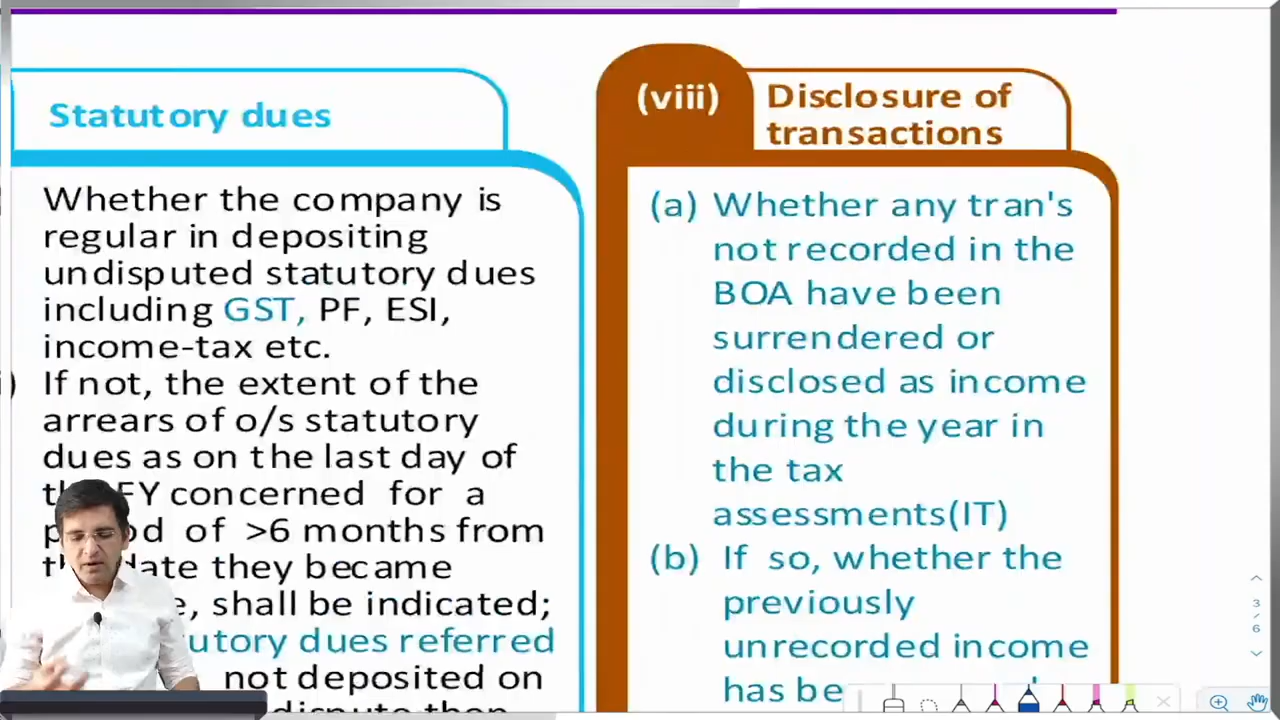 Statutory dues
Whether the company is
regular in depositing
undisputed statutory dues
including GST, PF, ESI,
income-tax etc.
) If not, the extent of the
arrears of o/s statutory
dues as on the last day of
FY concerned for a
of >6 months from
they became
shall be indicated;
dues referred
not deposited on
(viii) Disclosure of
transactions
(a) Whether any tran's
not recorded in the
BOA have been
surrendered or
disclosed as income
during the year in
the tax
assessments(IT)
(b) If so, whether the
previously
unrecorded income
has
3
/
6